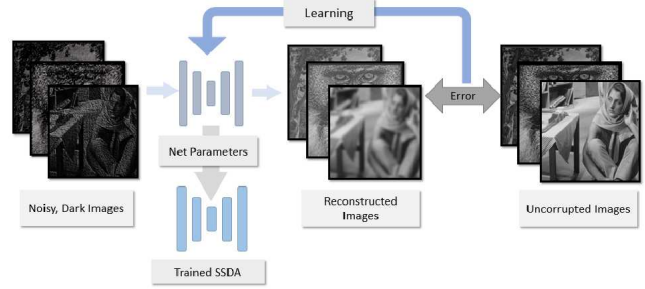 Learning
Error
Net Parameters
Noisy, Dark Images
Reconstructed
Images
Uncorrupted Images
Trained SSDA